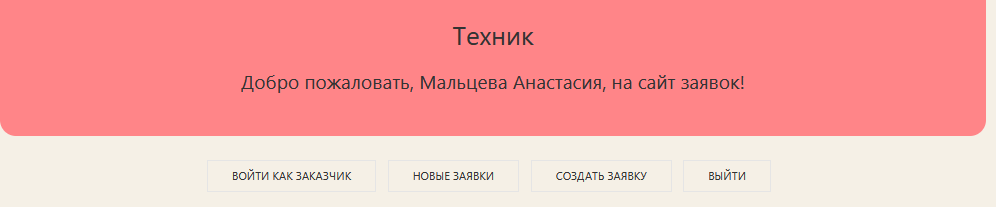 Техник
Добро пожаловать, Мальцева Анастасия, на сайт заявок!
ВОЙТИ КАК ЗАКАЗЧИК НОВЫЕ ЗАЯВКИ СОЗДАТЬ ЗАЯВКУ ВЫЙТИ